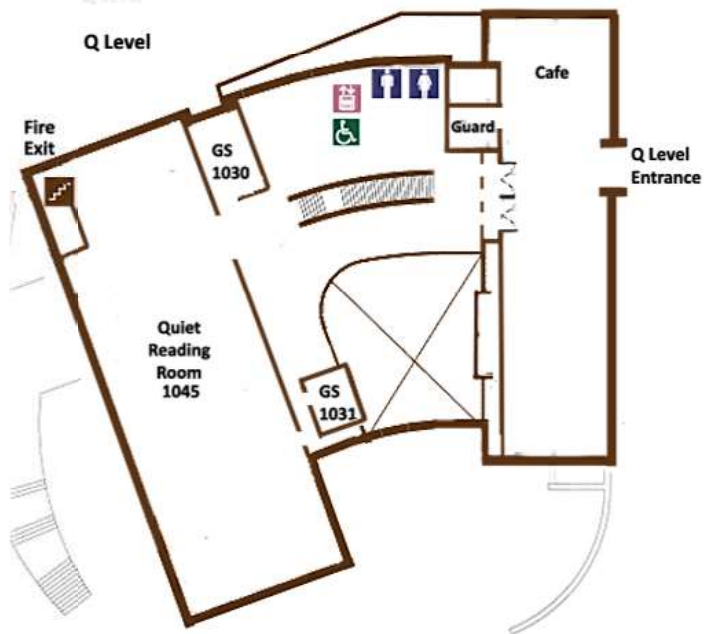 Q Level
Cafe
Guard
Fire
Exit
GS
1030
Q Level
Entrance
Quiet
Reading
Room
1045
GS
1031